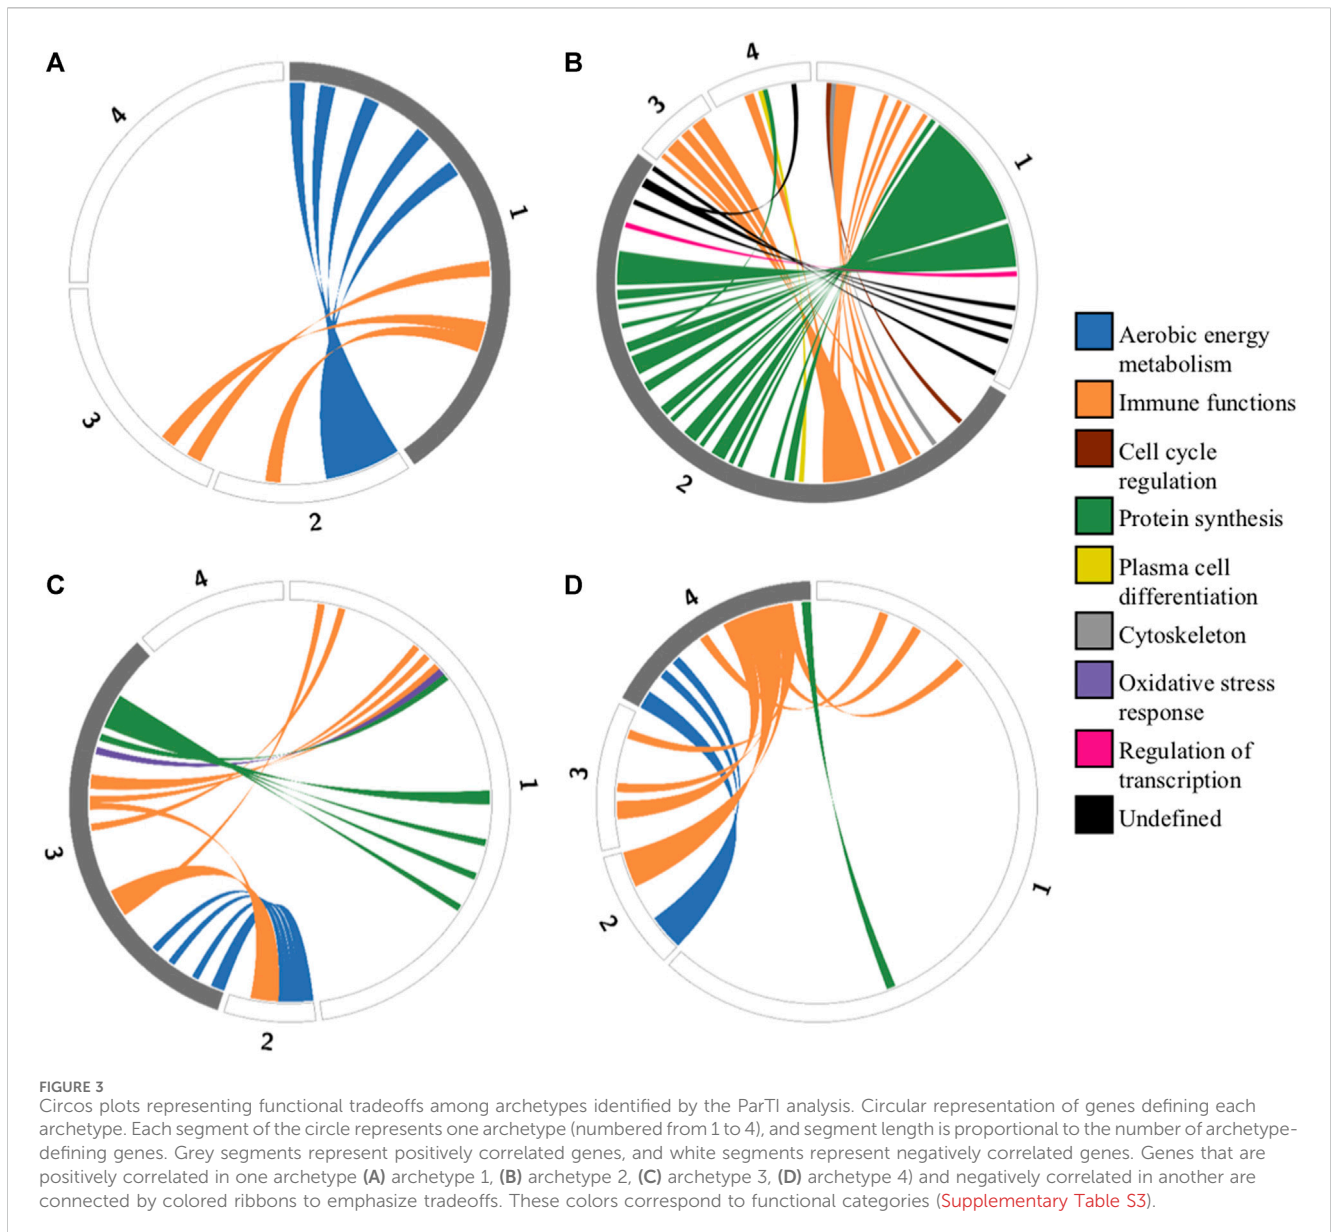 A
4
1
3
2
B
4
3
1
2
C
4
1
3
2
D
4
3
2
1
Aerobic energy
metabolism
Immune functions
Cell cycle
regulation
Protein synthesis
Plasma cell
differentiation
Cytoskeleton
Oxidative stress
response
Regulation of
transcription
Undefined
FIGURE 3
Circos plots representing functional tradeoffs among archetypes identified by the ParTI analysis. Circular representation of genes defining each
archetype. Each segment of the circle represents one archetype (numbered from 1 to 4), and segment length is proportional to the number of archetype-
defining genes. Grey segments represent positively correlated genes, and white segments represent negatively correlated genes. Genes that are
positively correlated in one archetype (A) archetype 1, (B) archetype 2, (C) archetype 3, (D) archetype 4) and negatively correlated in another are
connected by colored ribbons to emphasize tradeoffs. These colors correspond to functional categories (Supplementary Table S3).